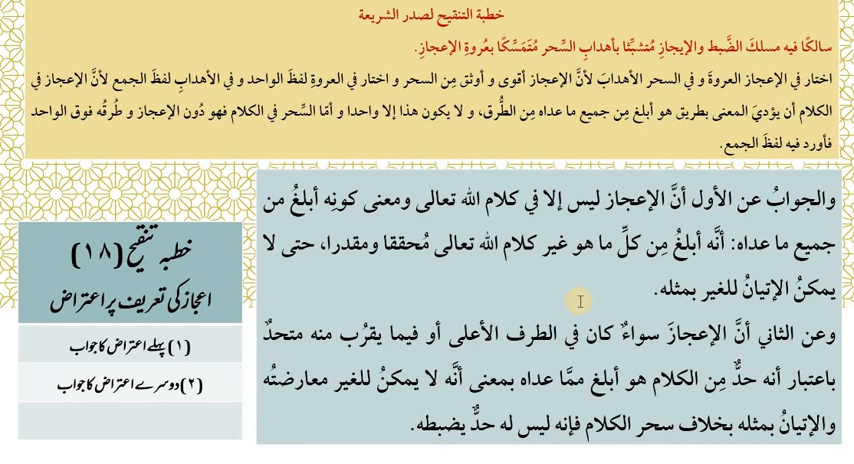 خطبة التنقيح لصدر الشريعة
سالكًا فيه مسلكَ الضَّبط والإيجازِ مُتشبِّثًا بأهدابِ السِّحر مُتَمَسِّكًا بعُروةِ الإعجازِ.
اختار في الإعجاز العروةَ و في السحر الأهدابَ لأنَّ الإعجاز أقوى و أوثق مِن السحر و اختار في العروةِ لفظَ الواحد و في الأهدابِ لفظَ الجمع لأنَّ الإعجاز في
الكلام أن يؤديَ المعنى بطريق هو أبلغ مِن جميع ما عداه مِن الطُّرق، و لا يكون هذا إلا واحدا و أمّا السِّحر في الكلام فهو دُون الإعجاز و طُرقُه فوق الواحد
فأورد فيه لفظَ الجمع.
والجوابُ عن الأول أنَّ الإعجاز ليس إلا في كلام الله تعالى ومعنى كونِه أبلغُ من
جميع ما عداه: أنَّه أبلغُ مِن كلِّ ما هو غير كلام الله تعالى مُحققا ومقدرا، حتى لا
يمكنُ الإتيانُ للغير بمثله.
وعن الثاني أنَّ الإعجازَ سواءٌ كان في الطرف الأعلى أو فيما يقرُب منه متحدٌ
باعتبار أنه حدٌّ مِن الكلام هو أبلغ ممَّا عداه بمعنى أنَّه لا يمكنُ للغير معارضتُه
والإتيانُ بمثله بخلاف سحر الكلام فإنه ليس له حدٌّ يضبطه.
خطبہ تنقیح (۱۸)
اعجاز کی تعریف پر اعتراض
(۱) پہلے اعتراض کا جواب
(۲) دوسرے اعتراض کا جواب